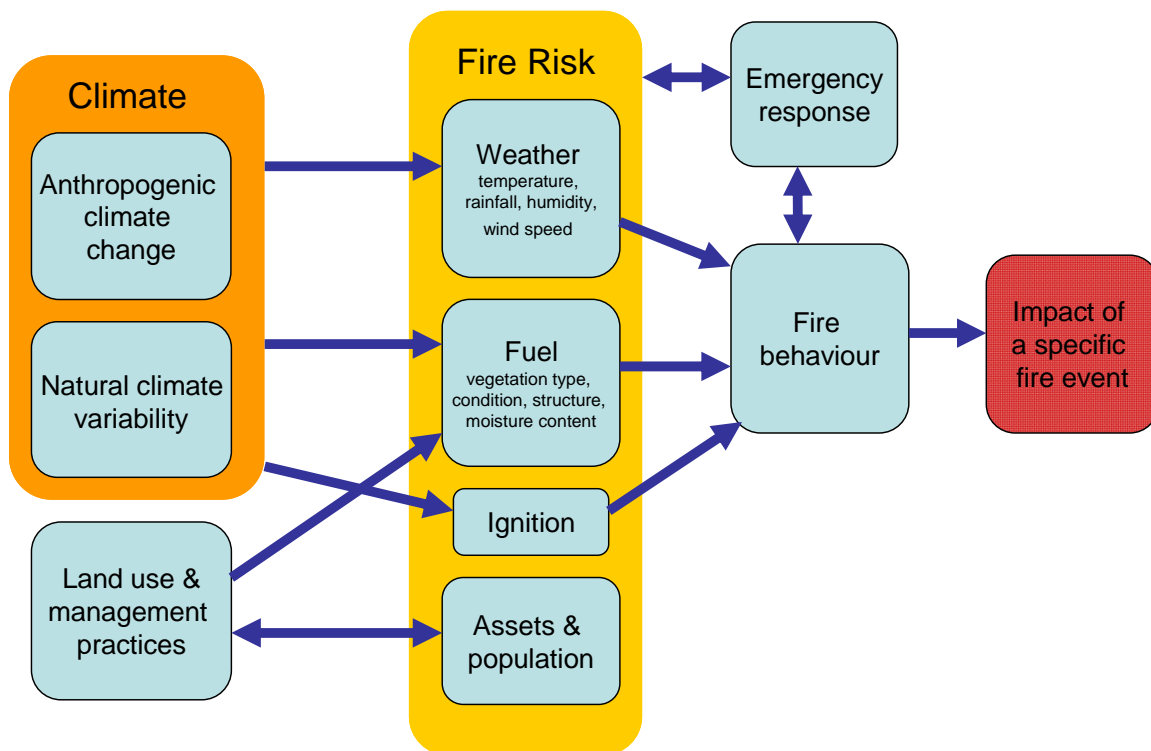 Climate
Anthropogenic
climate
change
Natural climate
variability
Land use &
management
practices
Fire Risk
Weather
temperature,
rainfall, humidity,
wind speed
Fuel
vegetation type,
condition, structure,
moisture content
Ignition
Assets &
population
Emergency
response
Fire
behaviour
Impact of
a specific
fire event